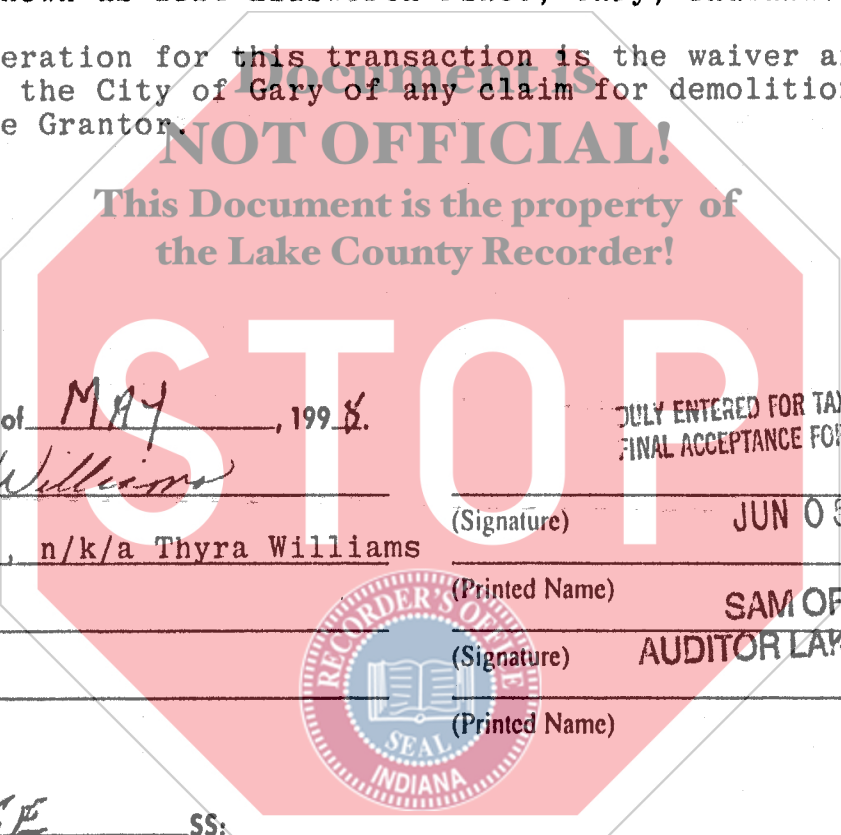 eration for this transaction is the waiver
the City of Gary of any claim for demolition
e Grantor.
Document is
NOT OFFICIAL!
This Document is the property of
the Lake County Recorder!
STOP
of MAY, 1998.
DULY ENTERED FOR TAX
FINAL ACCEPTANCE FOR
Williams
(Signature)
JUN 0
, n/k/a Thyra Williams
(Printed Name)
SAM OR
(Signature)
AUDITOR LAK
(Printed Name)
RECORDER'S OFFICE
SEAL
INDIANA
SS: